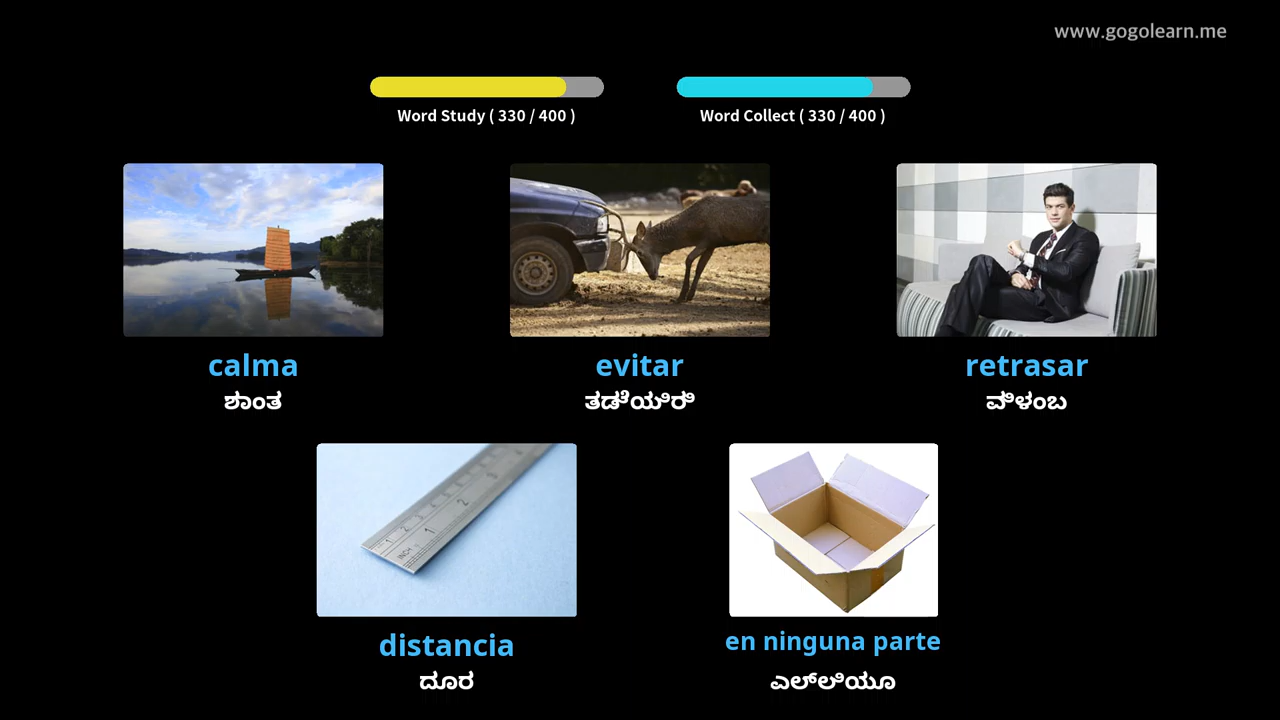 www.gogolearn.me
Word Study ( 330 / 400 )
Word Collect ( 330 / 400 )
calma
ಶಾಂತ
evitar
ತಡೆಯಿರಿ
retrasar
ವಿಳಂಬ
distancia
ದೂರ
en ninguna parte
ಎಲ್ಲಿಯೂ